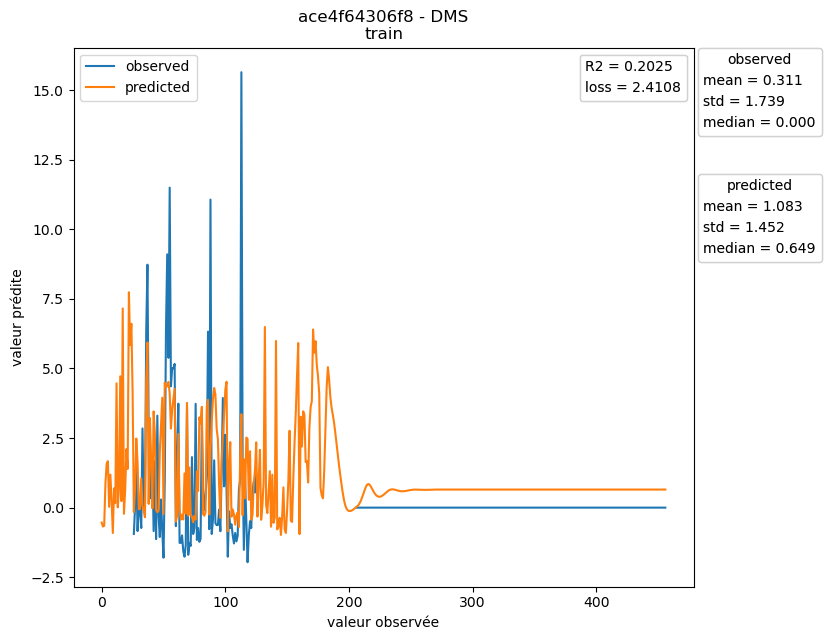 ace4f64306f8 - DMS
train
observed
predicted
R2 = 0.2025
loss = 2.4108
observed
mean = 0.311
std = 1.739
median = 0.000
predicted
mean = 1.083
std = 1.452
median = 0.649
valeur prédite
15.0
12.5
10.0
7.5
5.0
2.5
0.0
−2.5
0
100
200
300
400
valeur observée